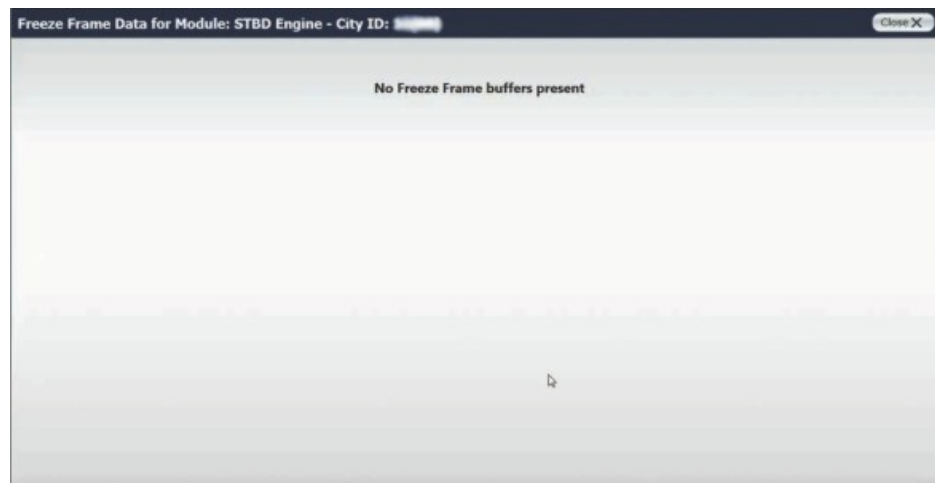 Freeze Frame Data for Module: STBD Engine - City ID:
Close X
No Freeze Frame buffers present